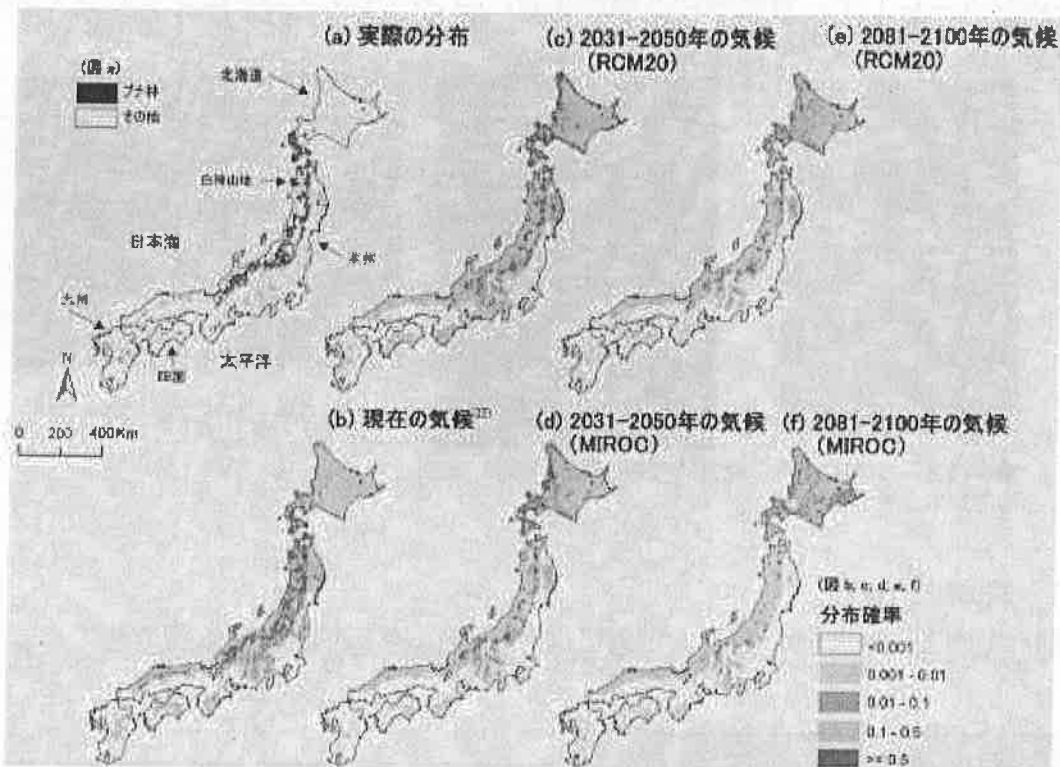 (a) 実際の分布
(c) 2031-2050年の気候
(RCM20)
(e) 2081-2100年の気候
(RCM20)
(図 a)
ブナ林
その他
北海道
白神山地
日本海
本州
九州
四国
太平洋
N
0 200 400Km
(b) 現在の気候
(d) 2031-2050年の気候
(MIROC)
(f) 2081-2100年の気候
(MIROC)
(図 b, c, d, e, f)
分布確率
<0.001
0.001 - 0.01
0.01 - 0.1
0.1 - 0.5
>= 0.5